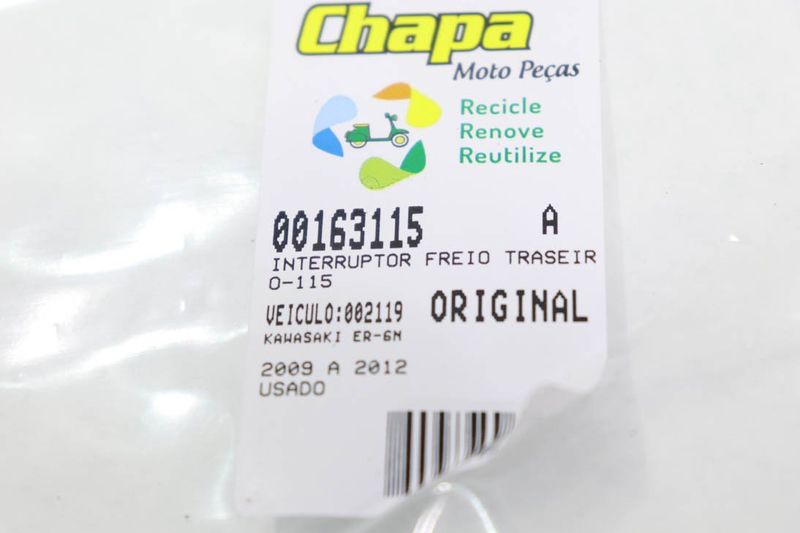 Chapa
Moto Peças
Recicle
Renove
Reutilize
00163115 A
INTERRUPTOR FREIO TRASEIR
O-115
VEICULO:002119 ORIGINAL
KAWASAKI ER-6N
2009 A 2012
USADO